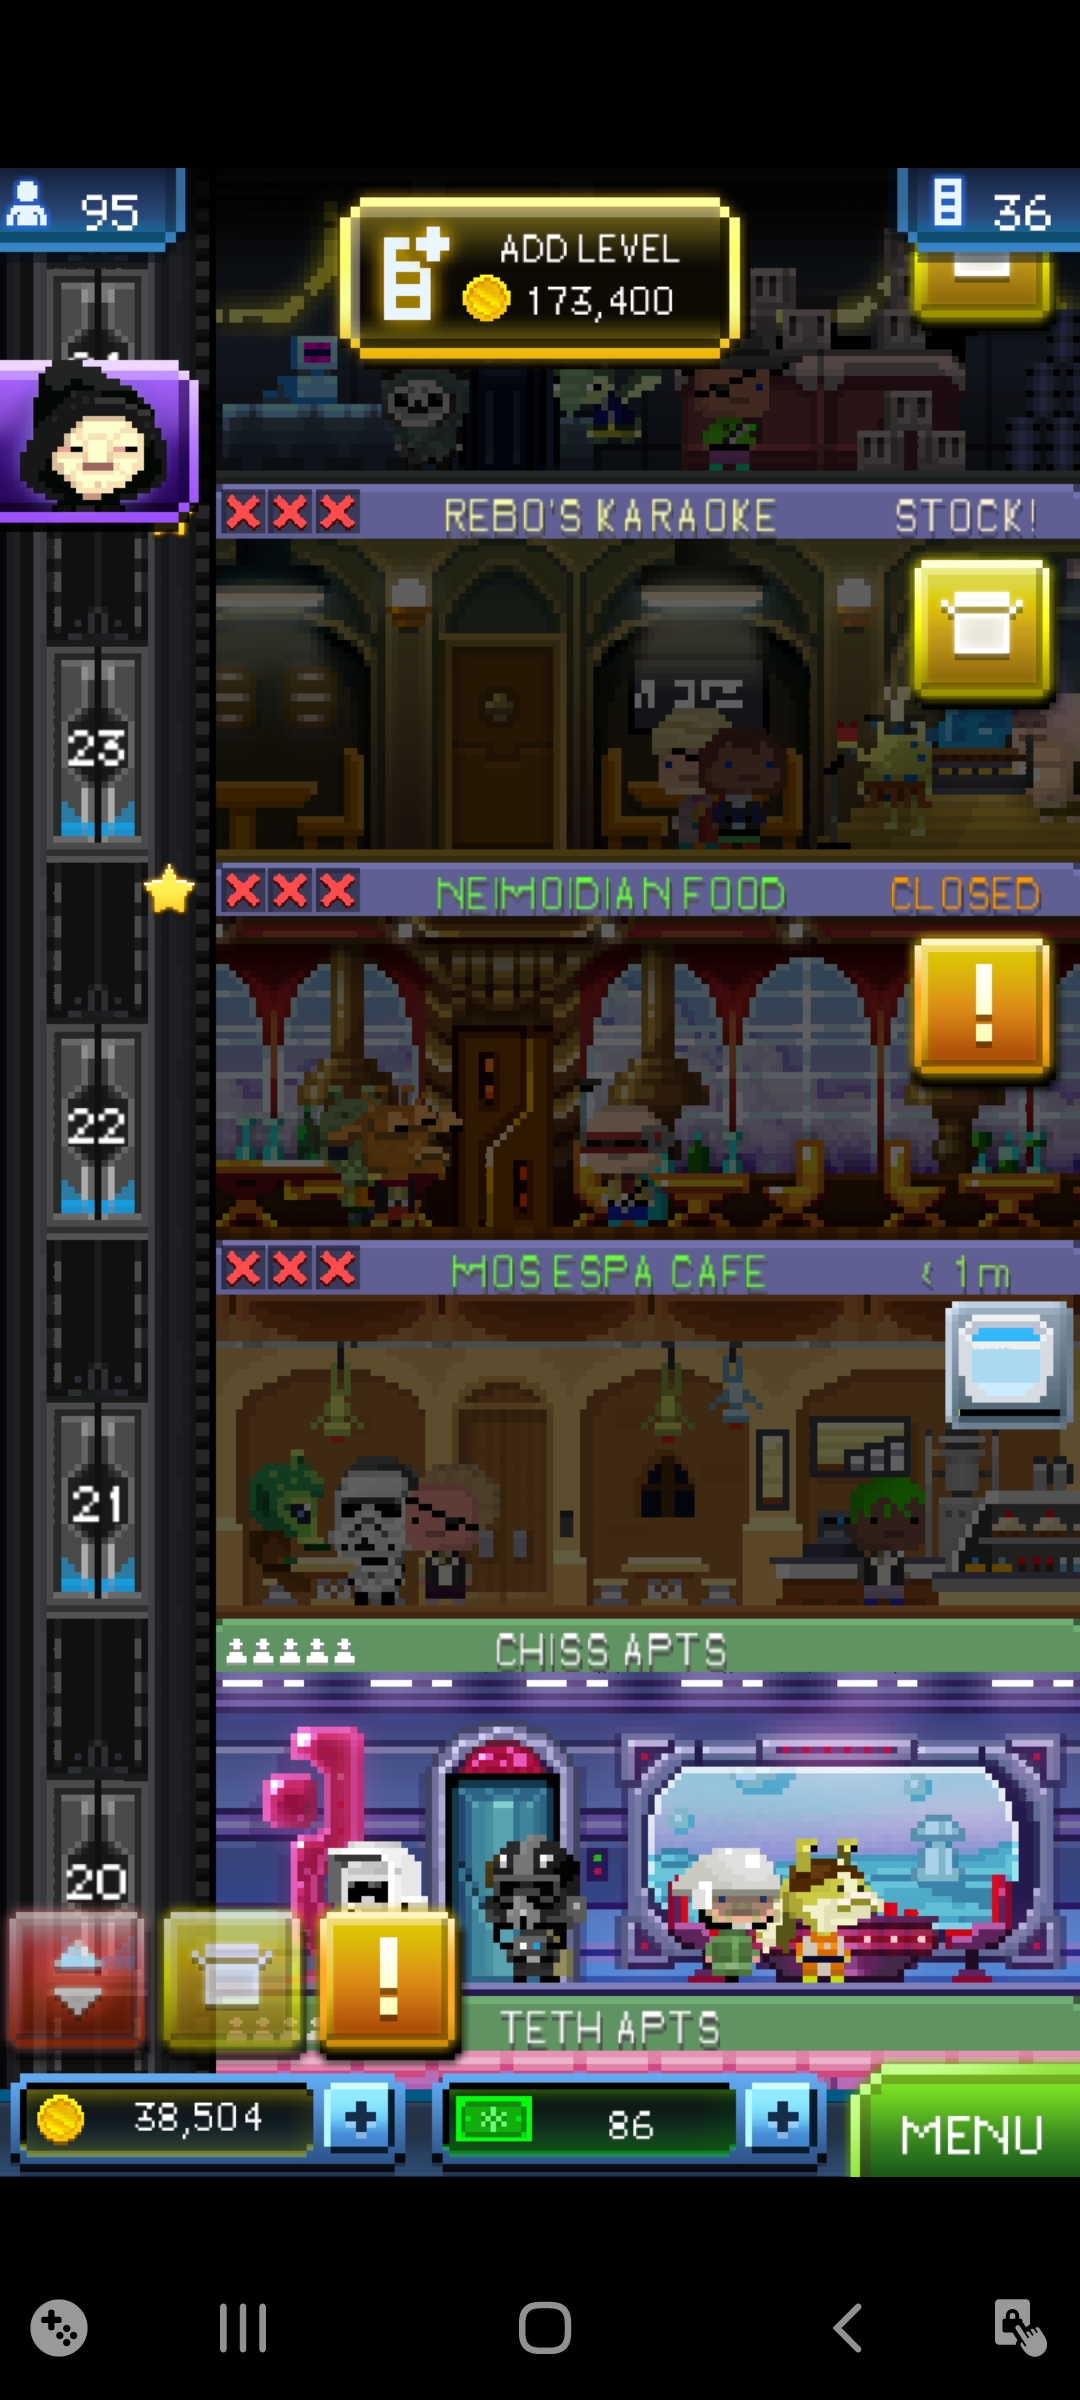 95
ADD LEVEL
173,400
36
REBO'S KARAOKE
STOCK!
23
NEIMOIDIAN FOOD
CLOSED
!
22
MOS ESPA CAFE
< 1m
21
CHISS APTS
20
!
TETH APTS
38,504
+
86
+
MENU